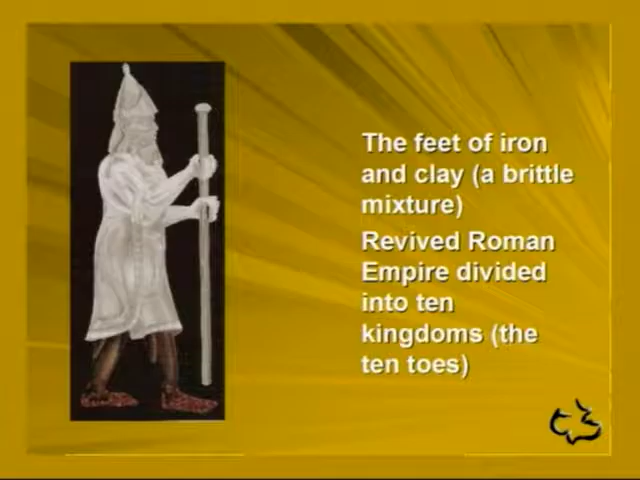 The feet of iron
and clay (a brittle
mixture)
Revived Roman
Empire divided
into ten
kingdoms (the
ten toes)